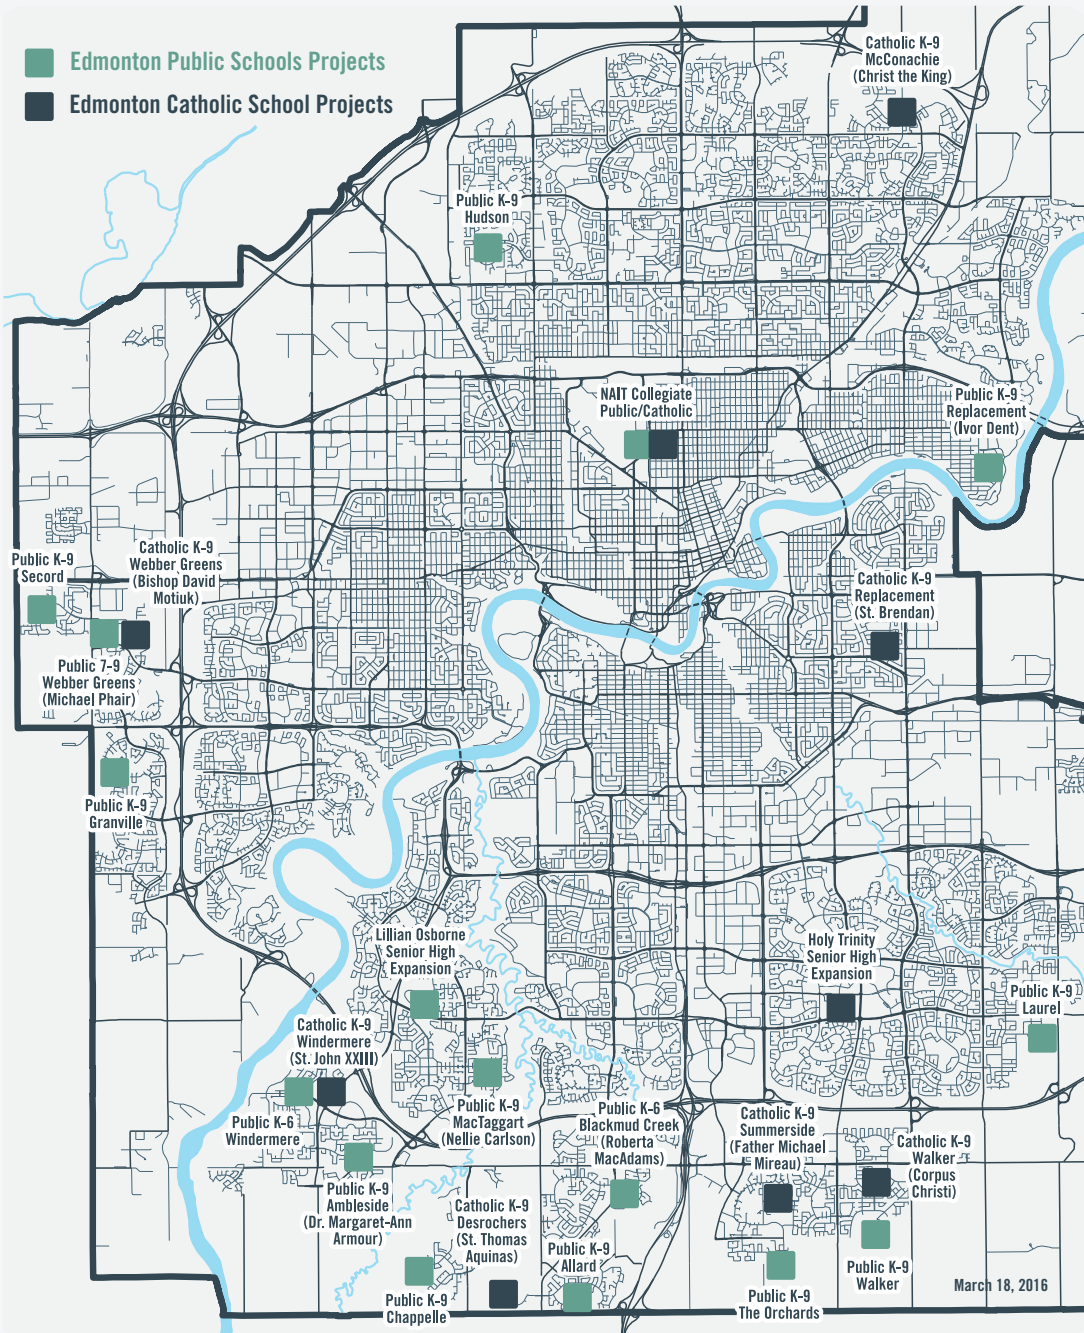 Edmonton Public Schools Projects
Edmonton Catholic School Projects
Catholic K–9
McConachie
(Christ the King)
Public K–9
Hudson
NAIT Collegiate
Public/Catholic
Public K–9
Replacement
(Ivor Dent)
Public K–9
Secord
Catholic K–9
Webber Greens
(Bishop David
Motiuk)
Catholic K–9
Replacement
(St. Brendan)
Public 7–9
Webber Greens
(Michael Phair)
Public K–9
Granville
Lillian Osborne
Senior High
Expansion
Holy Trinity
Senior High
Expansion
Public K–9
Laurel
Catholic K–9
Windermere
(St. John XXIII)
Public K–6
Windermere
Public K–9
MacTaggart
(Nellie Carlson)
Public K–6
Blackmud Creek
(Roberta
MacAdams)
Catholic K–9
Summerside
(Father Michael
Mireau)
Catholic K–9
Walker
(Corpus
Christi)
Public K–9
Ambleside
(Dr. Margaret-Ann
Armour)
Catholic K–9
Desrochers
(St. Thomas
Aquinas)
Public K–9
Allard
Public K–9
Walker
Public K–9
Chappelle
Public K–9
The Orchards
March 18, 2016